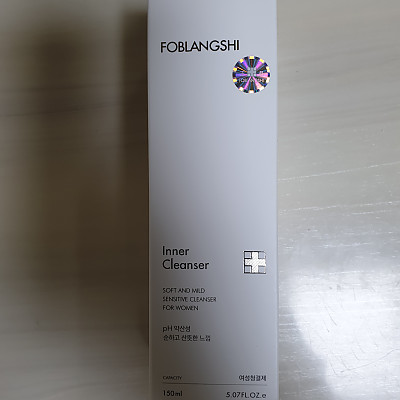 FOBLANGSHI
FOBLANGSHI
Inner
Cleanser
SOFT AND MILD
SENSITIVE CLEANSER
FOR WOMEN
pH 약산성
순하고 산뜻한 느낌
CAPACITY
여성청결제
150ml
5.07FL.OZ.e